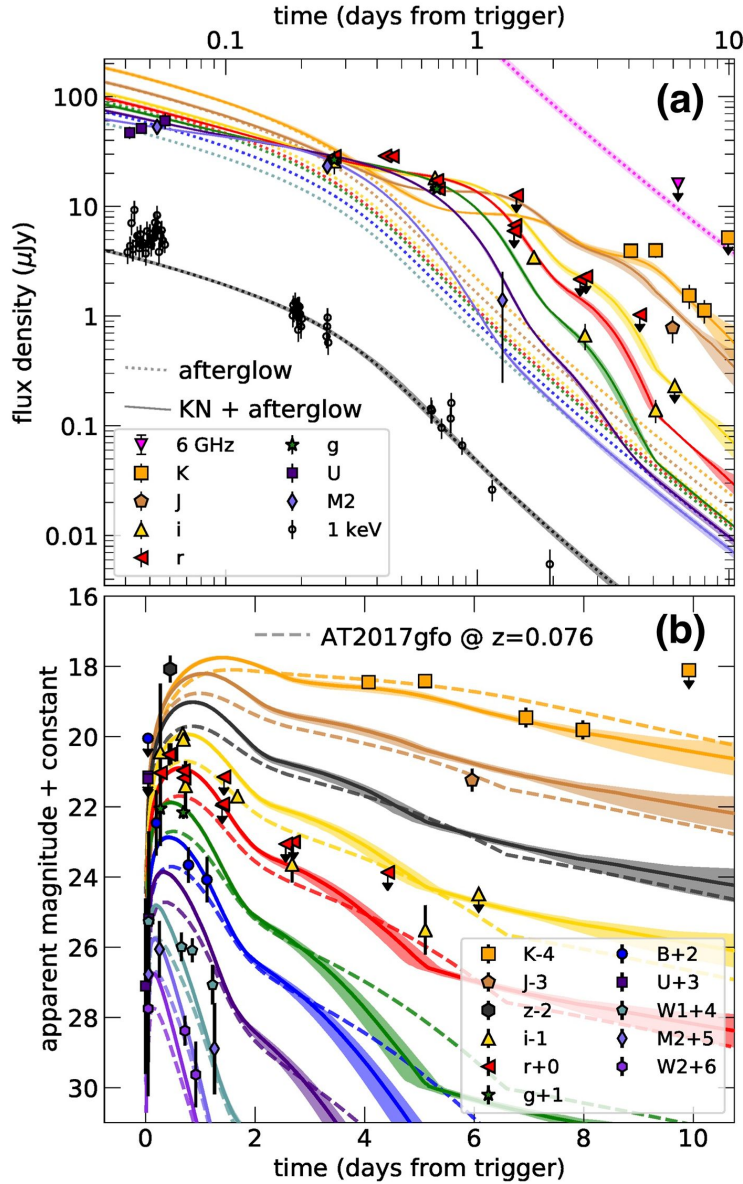 time (days from trigger)
0.1 1 10
(a)
flux density (μJy)
100
10
1
0.1
0.01
afterglow
KN + afterglow
6 GHz
K
J
i
r
g
U
M2
1 keV
(b)
AT2017gfo @ z=0.076
apparent magnitude + constant
18
20
22
24
26
28
30
K-4
J-3
z-2
i-1
r+0
g+1
B+2
U+3
W1+4
M2+5
W2+6
0 2 4 6 8 10
time (days from trigger)